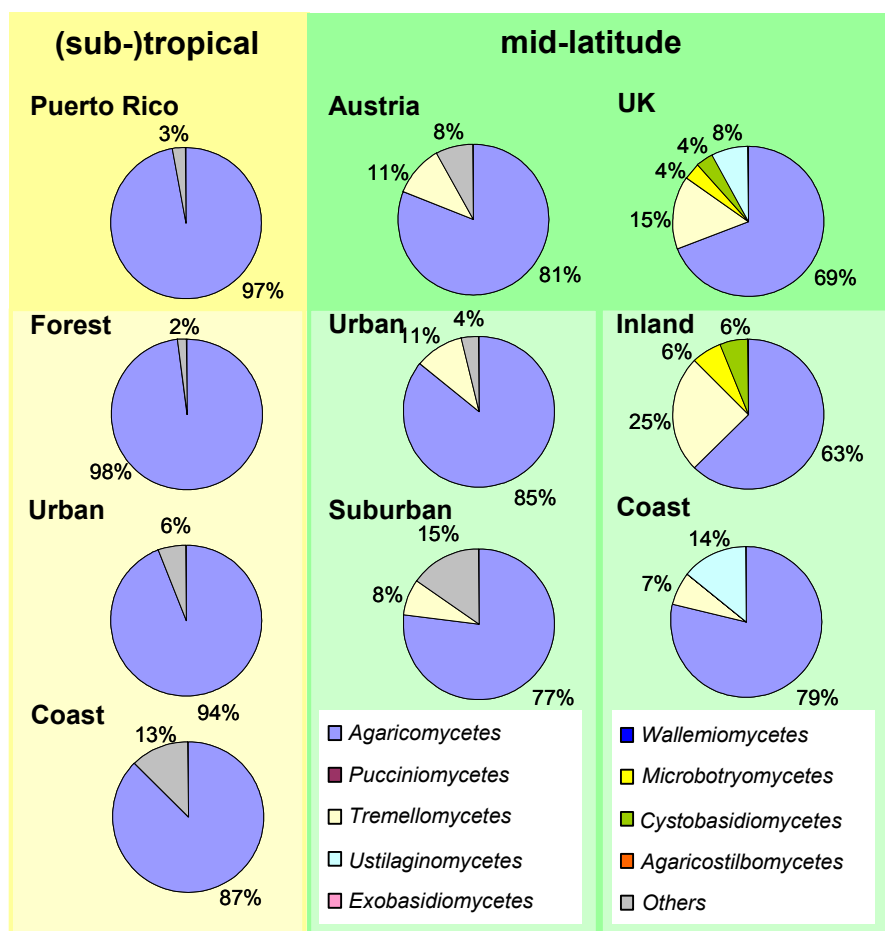 (sub-)tropical
mid-latitude
Puerto Rico
3%
97%
Austria
8%
11%
81%
UK
8%
4%
4%
15%
69%
Forest
2%
98%
Urban
4%
11%
85%
Inland
6%
6%
25%
63%
Urban
6%
94%
Suburban
15%
8%
77%
Coast
14%
7%
79%
Coast
13%
87%
Agaricomycetes
Pucciniomycetes
Tremellomycetes
Ustilaginomycetes
Exobasidiomycetes
Wallemiomycetes
Microbotryomycetes
Cystobasidiomycetes
Agaricostilbomycetes
Others